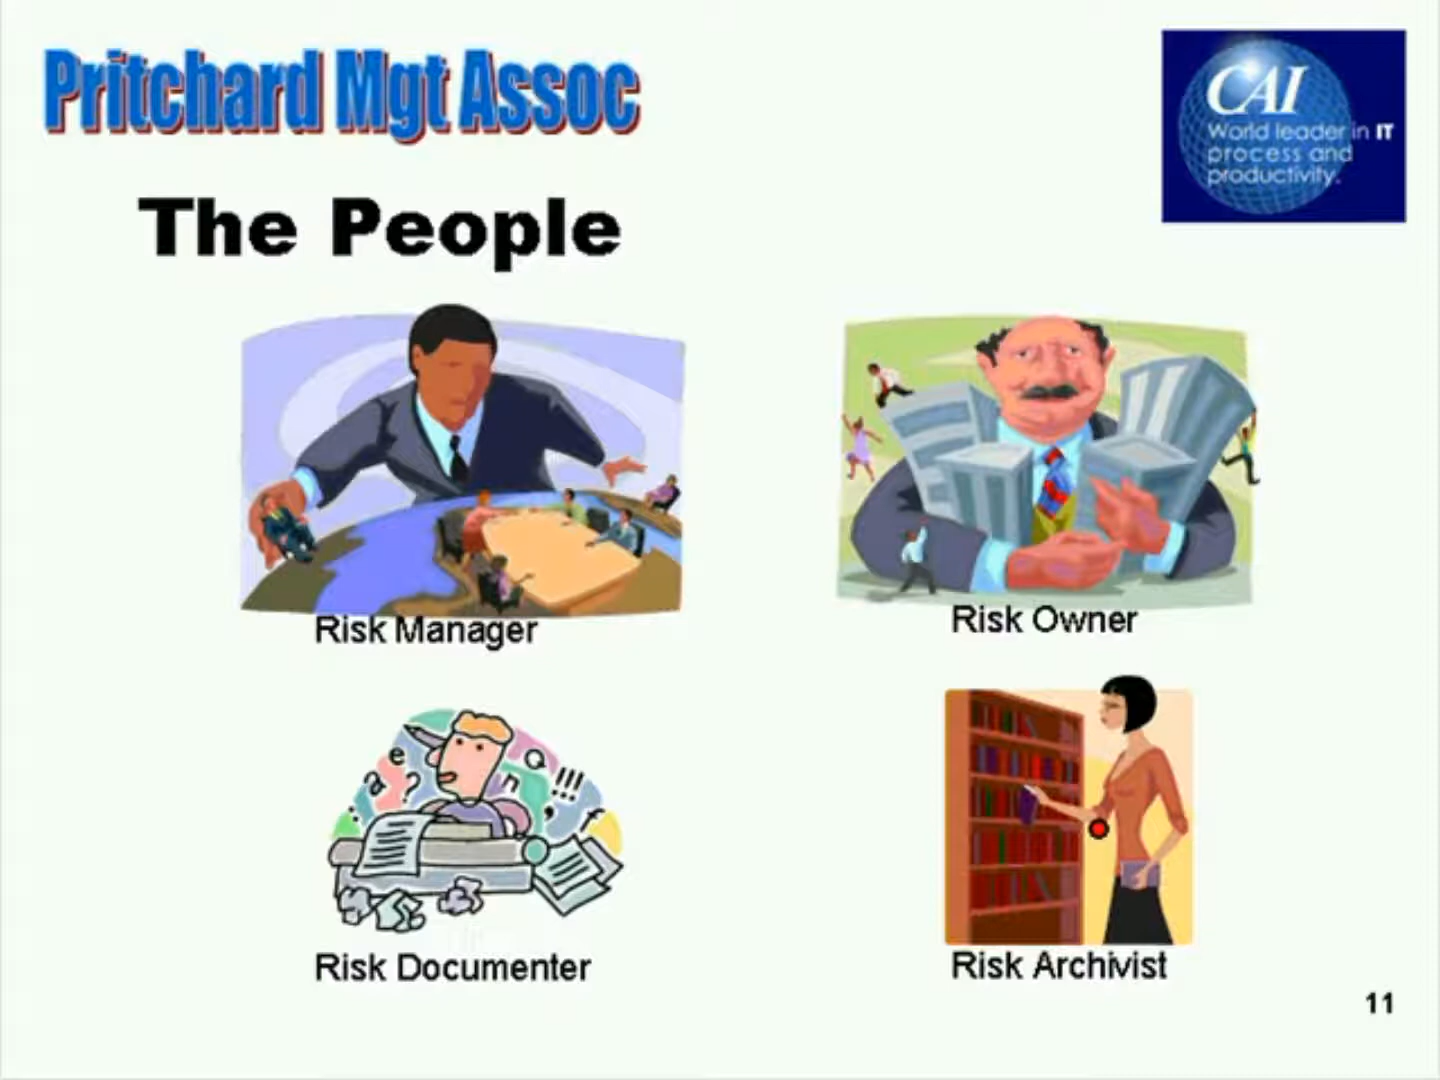 Pritchard Mgt Assoc
CAI
World leader in IT
process and
productivity.
The People
Risk Manager
Risk Owner
e
a
?
Q
n
!!!
,
f
Risk Documenter
Risk Archivist
11